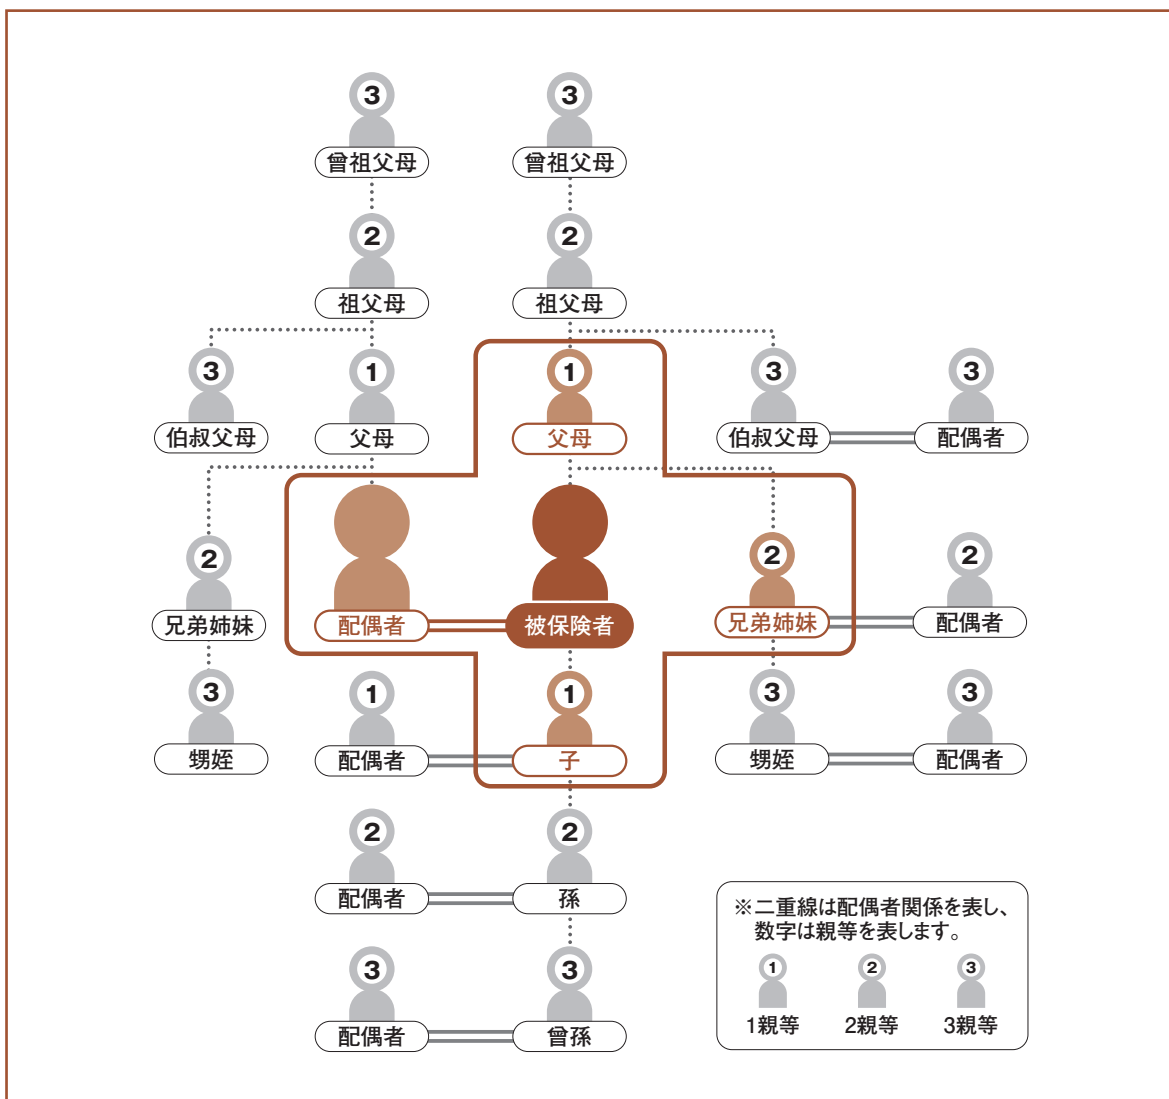 3
3
曾祖父母
曾祖父母
2
2
祖父母
祖父母
3
1
1
3
3
伯叔父母
父母
父母
伯叔父母
配偶者
2
2
2
兄弟姉妹
配偶者
被保険者
兄弟姉妹
配偶者
3
1
1
3
3
甥姪
配偶者
子
甥姪
配偶者
2
2
配偶者
孫
3
3
配偶者
曾孫
※二重線は配偶者関係を表し、
数字は親等を表します。
1
2
3
1親等
2親等
3親等